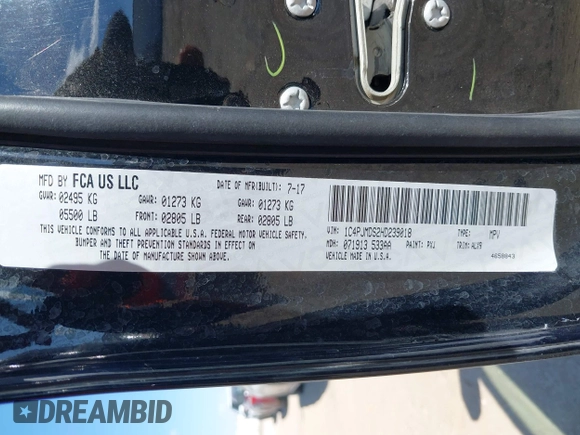 MFD BY FCA US LLC DATE OF MFR(BUILT): 7-17
GVWR: 02495 KG GAWR: 01273 KG GAWR: 01273 KG
05500 LB FRONT: 02805 LB REAR: 02805 LB
THIS VEHICLE CONFORMS TO ALL APPLICABLE U.S.A. FEDERAL MOTOR VEHICLE SAFETY,
BUMPER AND THEFT PREVENTION STANDARDS IN EFFECT ON
THE DATE OF MANUFACTURE SHOWN ABOVE.
VIN: 1C4PJMDS2HD239018 TYPE: MPV
MDH: 071913 533AA PAINT: PXJ TRIM: ALX9
VEHICLE MADE IN U.S.A. 4658843
DREAMBID